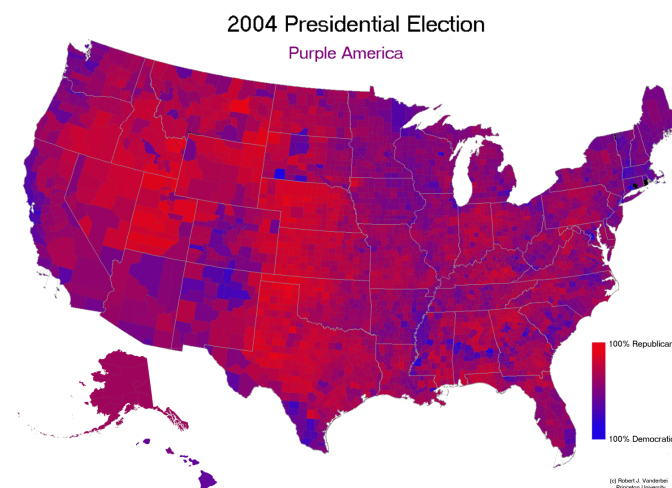 2004 Presidential Election
Purple America
100% Republican
100% Democratic
(c) Robert J. Vanderbei
Princeton University